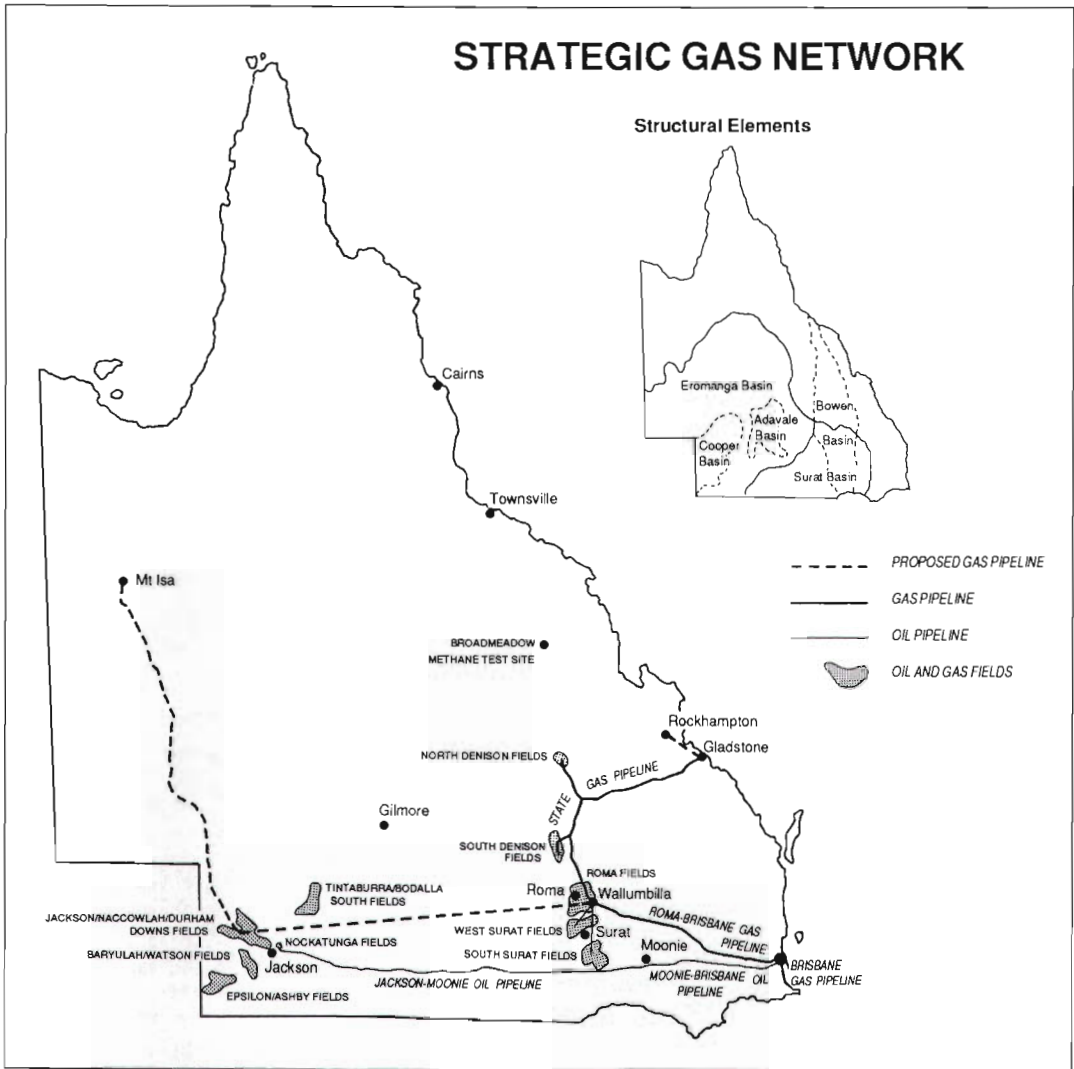 STRATEGIC GAS NETWORK
Structural Elements
Eromanga Basin
Bowen
Adavale
Basin
Cooper
Basin
Basin
Surat Basin
Cairns
Townsville
Mt Isa
PROPOSED GAS PIPELINE
GAS PIPELINE
OIL PIPELINE
OIL AND GAS FIELDS
BROADMEADOW
METHANE TEST SITE
Rockhampton
Gladstone
NORTH DENISON FIELDS
GAS PIPELINE
STATE
Gilmore
SOUTH DENISON
FIELDS
ROMA FIELDS
Roma
Wallumbilla
TINTABURRA/BODALLA
SOUTH FIELDS
JACKSON/NACCOWLAH/DURHAM
DOWNS FIELDS
ROMA-BRISBANE GAS
PIPELINE
WEST SURAT FIELDS
Surat
NOCKATUNGA FIELDS
BARYULAH/WATSON FIELDS
Jackson
SOUTH SURAT FIELDS
Moonie
BRISBANE
GAS PIPELINE
MOONIE-BRISBANE OIL
PIPELINE
JACKSON-MOONIE OIL PIPELINE
EPSILON/ASHBY FIELDS